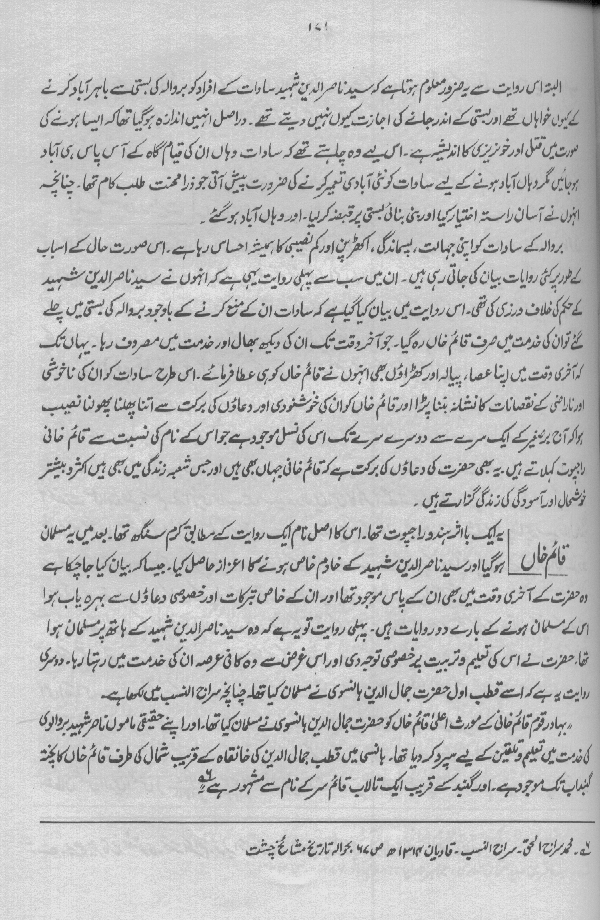 ۱۷۱
البتہ اس روایت سے یہ ضرور معلوم ہوتا ہے کہ سید ناصرالدین شہید سادات کے افراد کو بروالہ کی بستی سے باہر آباد کرنے
کے کیوں خواہاں تھے اور بستی کے اندر جانے کی اجازت کیوں نہیں دیتے تھے ۔ دراصل انہیں اندازہ ہوگیا تھا کہ ایسا ہونے کی
صورت میں قتل اور خونریزی کا اندیشہ ہے ۔ اس لیے وہ چاہتے تھے کہ سادات وہاں ان کی قیام گاہ کے آس پاس ہی آباد
ہو جائیں مگر وہاں آباد ہونے کے لیے سادات کو نئی آبادی تعمیر کرنے کی ضرورت پیش آتی جو ذرا محنت طلب کام تھا ۔ چنانچہ
انہوں نے آسان راستہ اختیار کیا اور بنی بنائی بستی پر قبضہ کر لیا ۔ اور وہاں آباد ہو گئے ۔
بروالہ کے سادات کو اپنی جہالت ، پسماندگی ، اکھڑپن اور کم نصیبی کا ہمیشہ احساس رہا ہے ۔ اس صورت حال کے اسباب
کے طور پر کئی روایات بیان کی جاتی رہی ہیں ۔ ان میں سب سے پہلی روایت یہی ہے کہ انہوں نے سید ناصرالدین شہید
کے حکم کی خلاف ورزی کی تھی ۔ اس روایت میں بیان کیا گیا ہے کہ سادات ان کے منع کرنے کے باوجود بروالہ کی بستی میں چلے
گئے تو ان کی خدمت میں صرف قائم خاں رہ گیا ۔ جو آخر وقت تک ان کی دیکھ بھال اور خدمت میں مصروف رہا ۔ یہاں تک
کہ آخری وقت میں اپنا عصا ، پیالہ اور کھڑاؤں بھی انہوں نے قائم خاں کو ہی عطا فرمائے ۔ اس طرح سادات کو ان کی ناخوشی
اور ناراضی کے نقصانات کا نشانہ بننا پڑا اور قائم خاں کو ان کی خوشنودی اور دعاؤں کی برکت سے اتنا پھلنا پھولنا نصیب
ہوا کہ آج برصغیر کے ایک سرے سے دوسرے سرے تک اس کی نسل موجود ہے جو اس کے نام کی نسبت سے قائم خانی
راجپوت کہلاتے ہیں ۔ یہ بھی حضرت کی دعاؤں کی برکت ہے کہ قائم خانی جہاں بھی ہیں اور جس شعبہ زندگی میں بھی ہیں اکثر و بیشتر
خوشحال اور آسودگی کی زندگی گذارتے ہیں ۔
قائم خاں یہ ایک با اثر ہندو راجپوت تھا ۔ اس کا اصل نام ایک روایت کے مطابق کرم سنگھ تھا ۔ بعد میں یہ مسلمان
ہو گیا اور سید ناصرالدین شہید کے خادم خاص ہونے کا اعزاز حاصل کیا ۔ جیسا کہ بیان کیا جا چکا ہے
وہ حضرت کے آخری وقت میں بھی ان کے پاس موجود تھا اور ان کے خاص تبرکات اور خصوصی دعاؤں سے بہرہ یاب ہوا
اس کے مسلمان ہونے کے بارے دو روایات ہیں ۔ پہلی روایت تو یہ ہے کہ وہ سید ناصرالدین شہید کے ہاتھ پر مسلمان ہوا
تھا ۔ حضرت نے اس کی تعلیم و تربیت پر خصوصی توجہ دی اور اس غرض سے وہ کافی عرصہ ان کی خدمت میں رہتا رہا ۔ دوسری
روایت یہ ہے کہ اسے قطب اول حضرت جمال الدین ہانسوی نے مسلمان کیا تھا ۔ چنانچہ سراج النسب میں لکھا ہے ۔
" بہادر قوم قائم خانی کے مورث اعلیٰ قائم خاں کو حضرت جمال الدین ہانسوی نے مسلمان کیا تھا ۔ اور اپنے حقیقی ماموں ناصر شہید بروالوی
کی خدمت میں تعلیم و تلقین کے لیے سپرد کر دیا تھا ۔ ہانسی میں قطب جمال الدین کی خانقاہ کے قریب شمال کی طرف قائم خاں کا پختہ
گنبد اب تک موجود ہے ۔ اور گنبد کے قریب ایک تالاب قائم سر کے نام سے مشہور ہے ۔" ۶
۶ ۔ محمد سراج الحق ۔ سراج النسب ۔ قادیان ۱۳۱۴ھ ص ۶۷ بحوالہ تاریخ مشائخ چشت